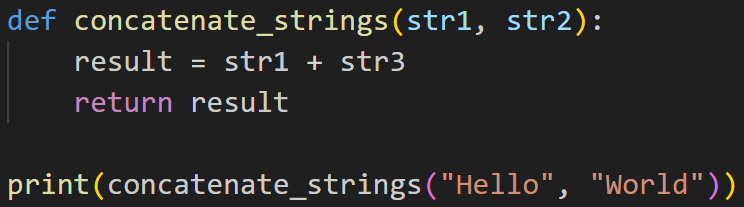 def concatenate_strings(str1, str2):
    result = str1 + str3
    return result
print(concatenate_strings("Hello", "World"))